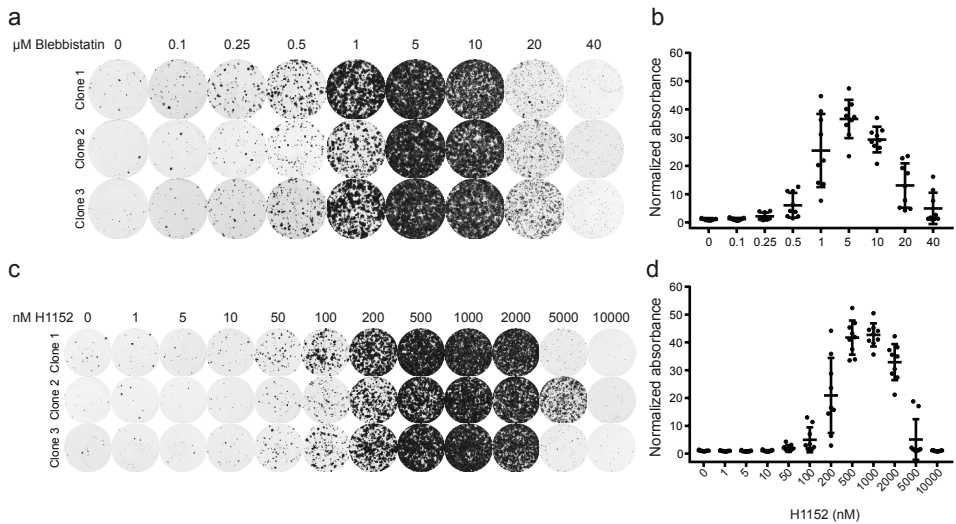 a
µM Blebbistatin 0 0.1 0.25 0.5 1 5 10 20 40
Clone 1
Clone 2
Clone 3
b
Normalized absorbance
60
50
40
30
20
10
0
0 0.1 0.25 0.5 1 5 10 20 40
c
nM H1152 0 1 5 10 50 100 200 500 1000 2000 5000 10000
Clone 1
Clone 2
Clone 3
d
Normalized absorbance
60
50
40
30
20
10
0
0 1 5 10 50 100 200 500 1000 2000 5000 10000
H1152 (nM)